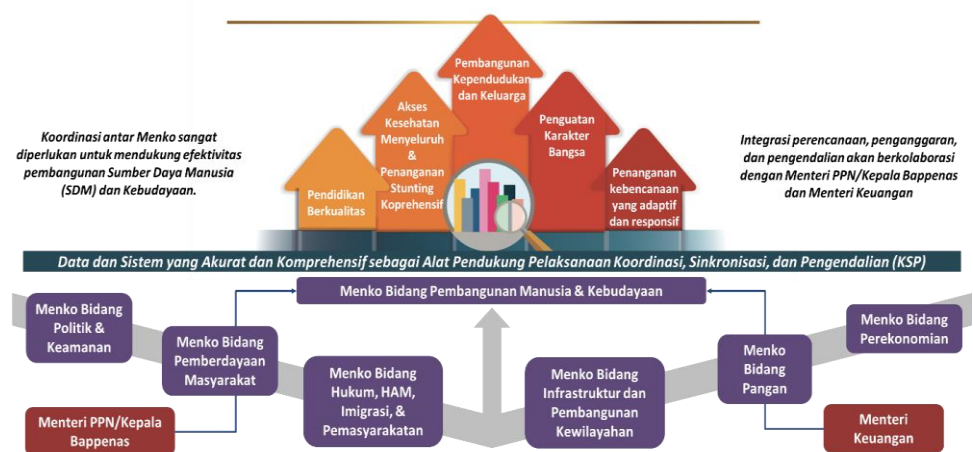 Pembangunan
Kependudukan
dan Keluarga
Akses
Kesehatan
Menyeluruh
&
Penanganan
Stunting
Koprehensif
Penguatan
Karakter
Bangsa
Pendidikan
Berkualitas
Penanganan
kebencanaan
yang adaptif
dan responsif
Koordinasi antar Menko sangat
diperlukan untuk mendukung efektivitas
pembangunan Sumber Daya Manusia
(SDM) dan Kebudayaan.
Integrasi perencanaan, penganggaran,
dan pengendalian akan berkolaborasi
dengan Menteri PPN/Kepala Bappenas
dan Menteri Keuangan
Data dan Sistem yang Akurat dan Komprehensif sebagai Alat Pendukung Pelaksanaan Koordinasi, Sinkronisasi, dan Pengendalian (KSP)
Menko Bidang Pembangunan Manusia & Kebudayaan
Menko Bidang
Politik &
Keamanan
Menko Bidang
Pemberdayaan
Masyarakat
Menko Bidang
Hukum, HAM,
Imigrasi, &
Pemasyarakatan
Menko Bidang
Infrastruktur dan
Pembangunan
Kewilayahan
Menko
Bidang
Pangan
Menko Bidang
Perekonomian
Menteri PPN/Kepala
Bappenas
Menteri
Keuangan